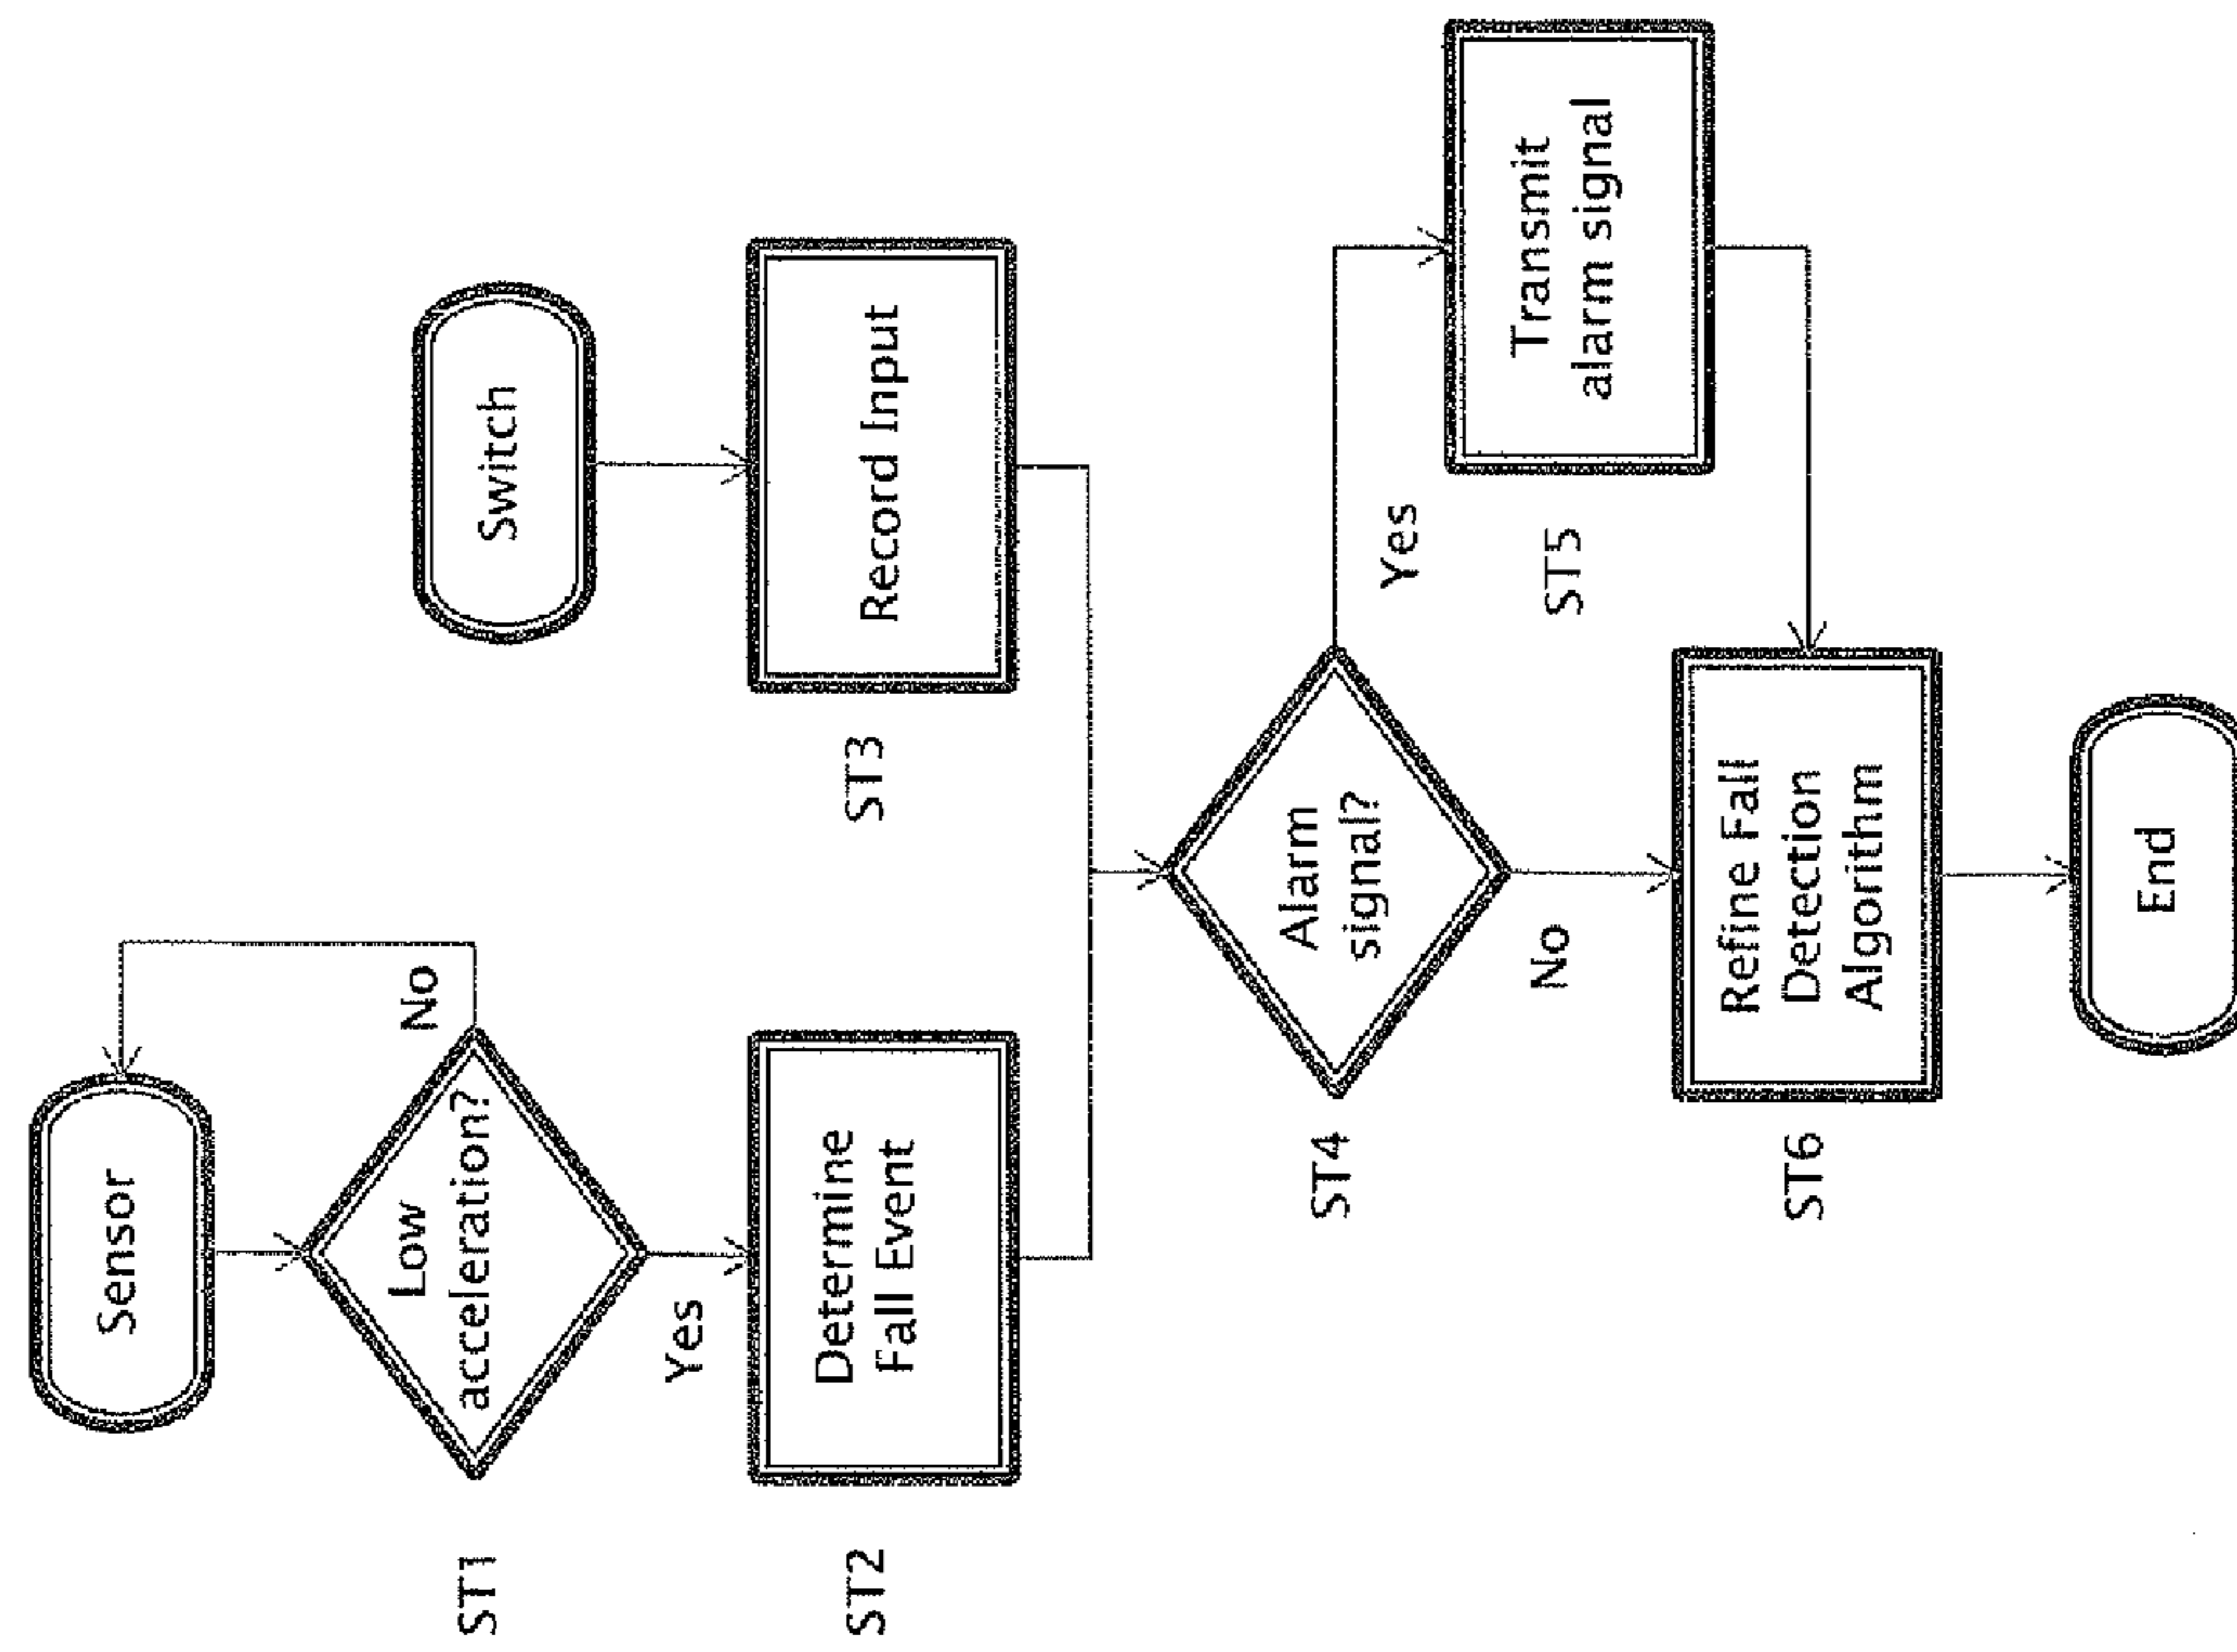 Sensor
Switch
ST1
Low
acceleration?
No
Yes
ST2
Determine
Fall Event
ST3
Record Input
ST4
Alarm
signal?
Yes
No
ST5
Transmit
alarm signal
ST6
Refine Fall
Detection
Algorithm
End